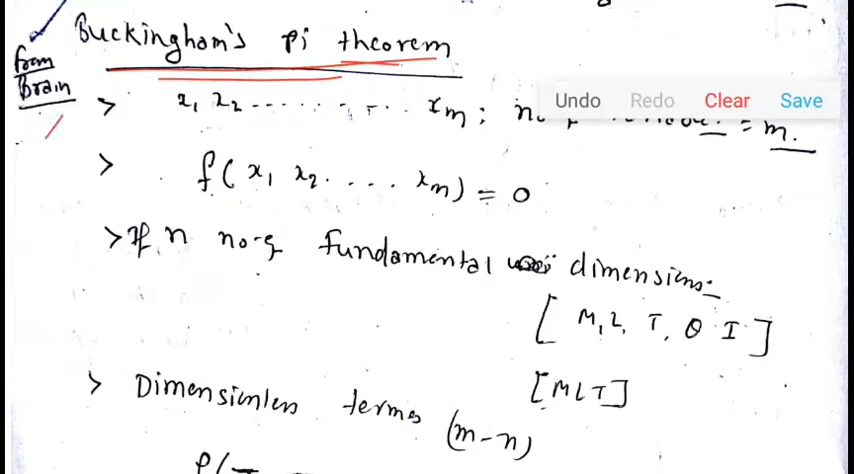 Buckingham's pi theorem
from
Brain
Undo Redo Clear Save
> x₁ x₂ ........ xₘ ; = m.
> f( x₁ x₂ .... xₘ) = 0
> If n no. of fundamental dimensions:
[ M, L, T, θ I ]
> Dimensionless terms (m-n)
[MLT]